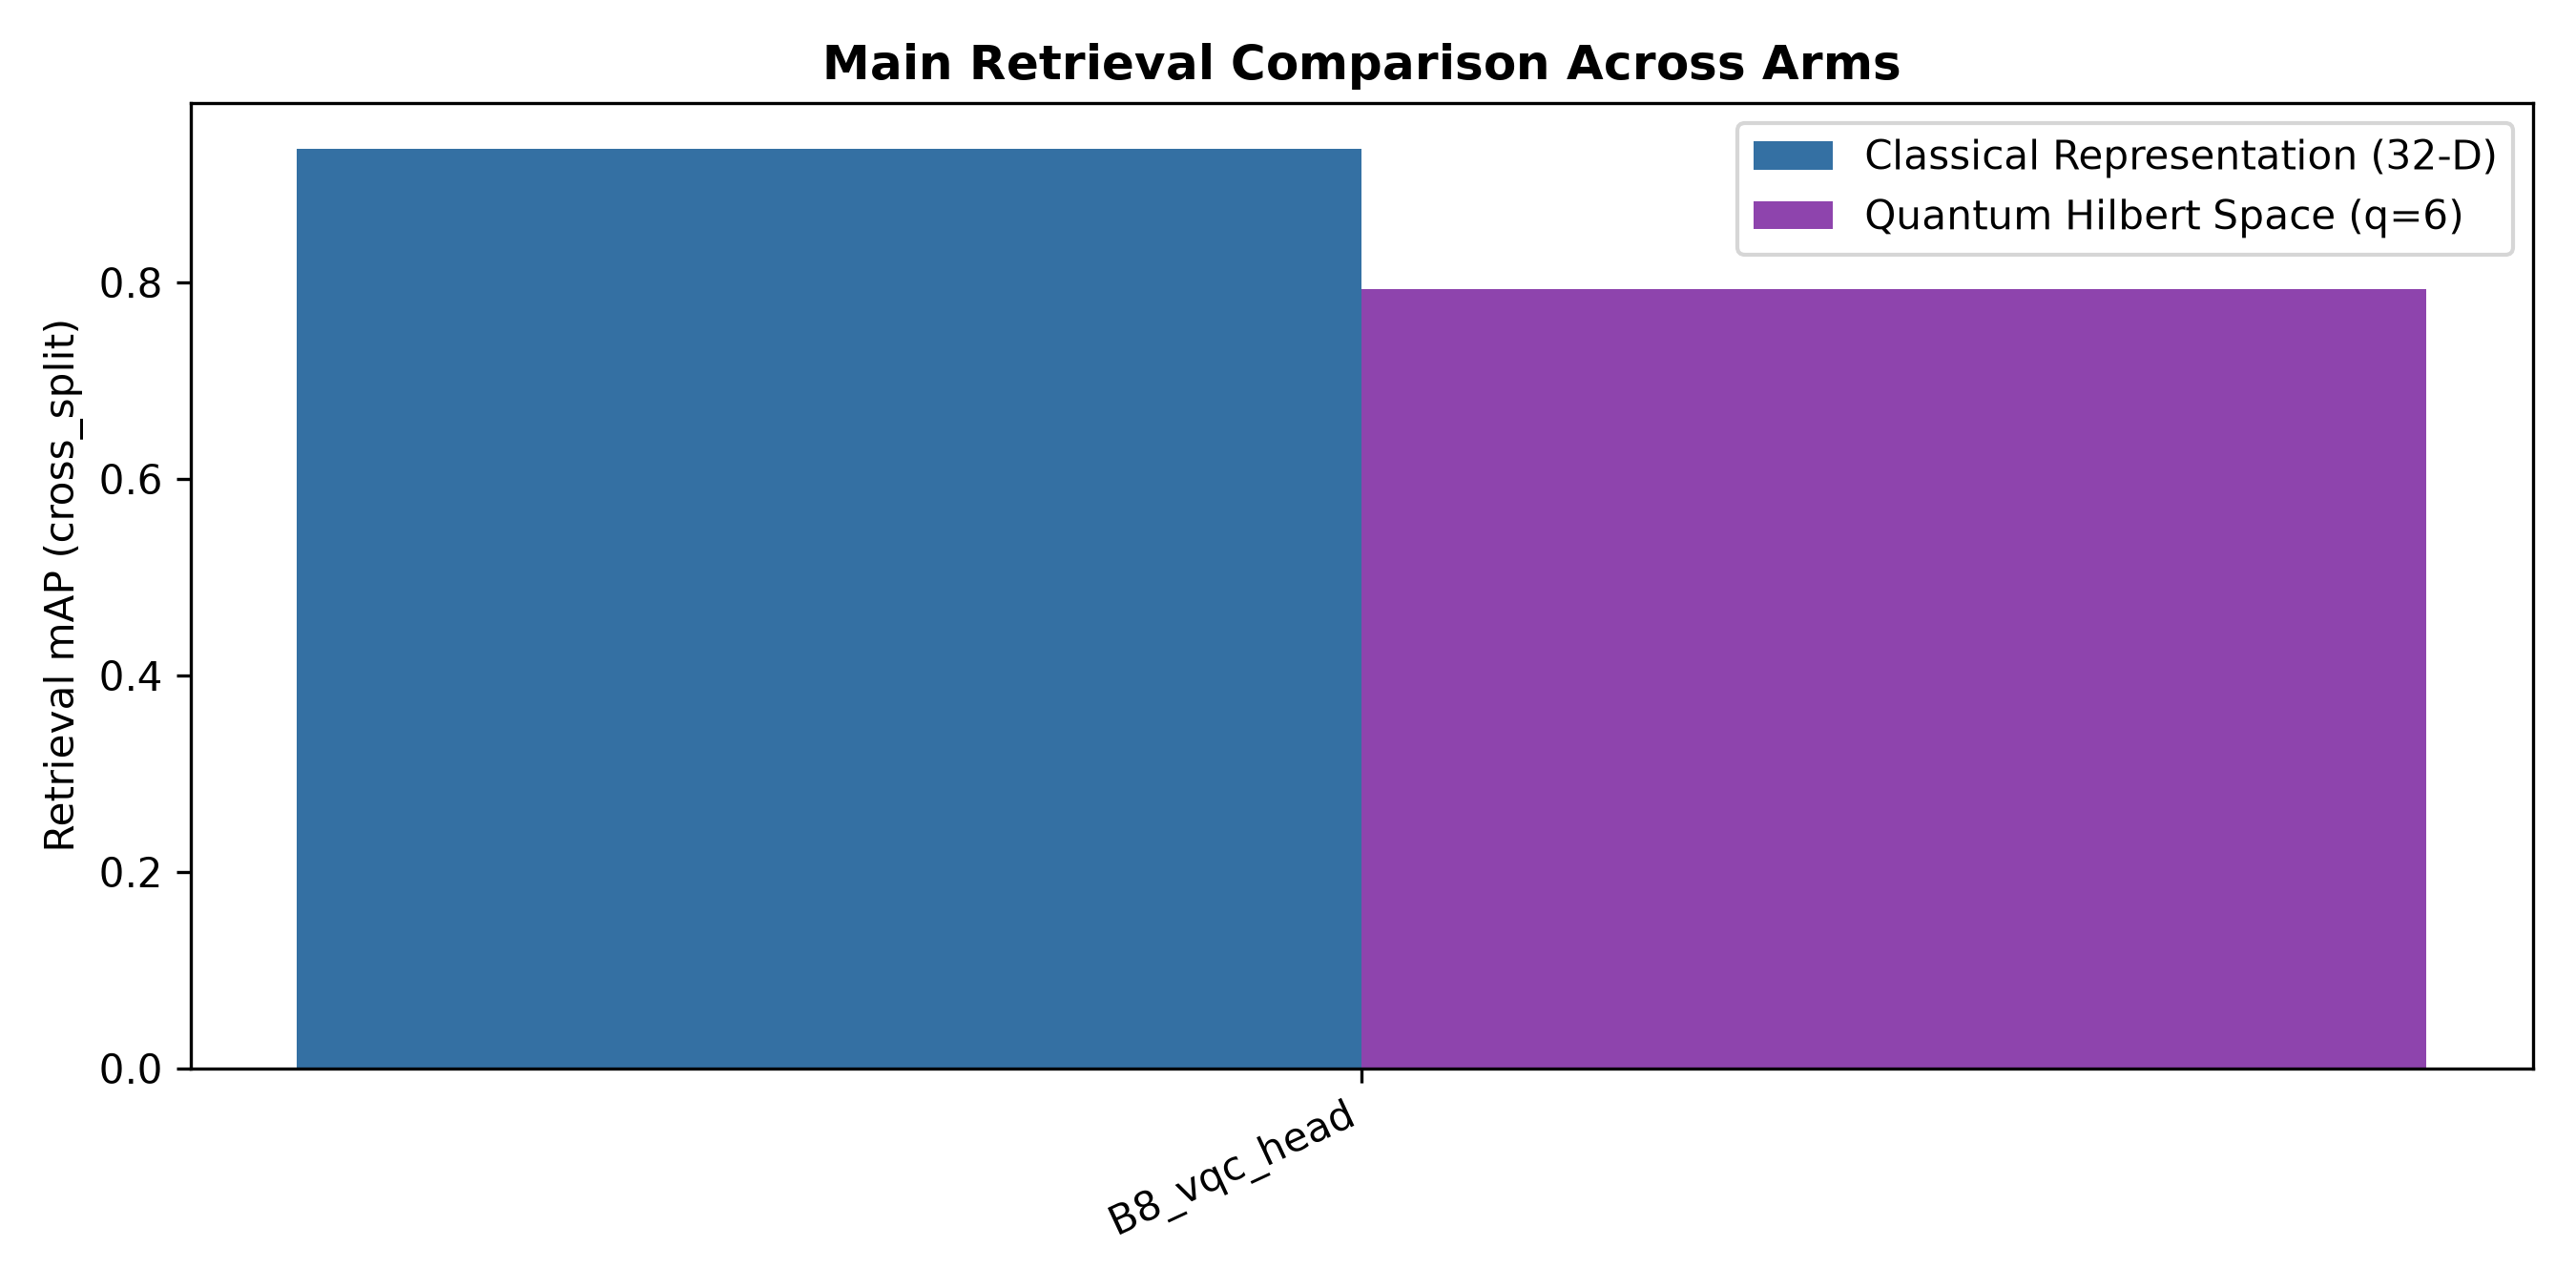 Main Retrieval Comparison Across Arms
Classical Representation (32-D)
Quantum Hilbert Space (q=6)
Retrieval mAP (cross_split)
0.8
0.6
0.4
0.2
0.0
B8_vqc_head